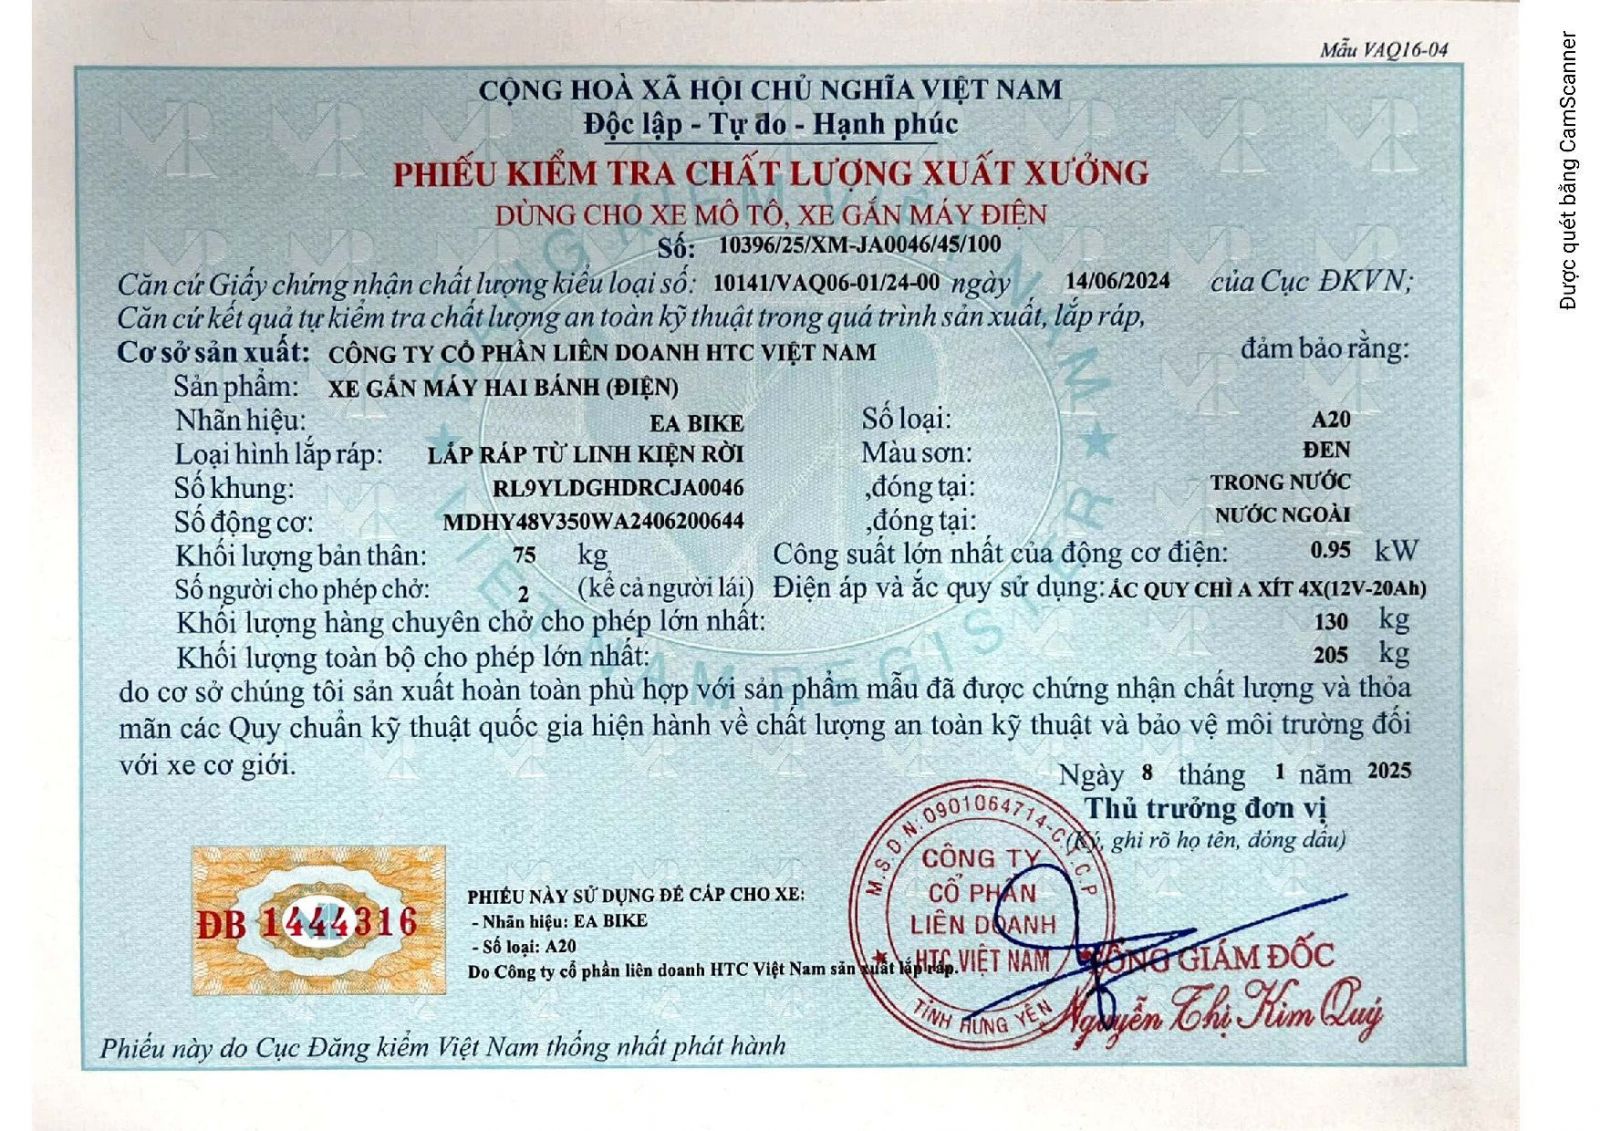 Mẫu VAQ16-04
CỘNG HOÀ XÃ HỘI CHỦ NGHĨA VIỆT NAM
Độc lập - Tự do - Hạnh phúc
PHIẾU KIỂM TRA CHẤT LƯỢNG XUẤT XƯỞNG
DÙNG CHO XE MÔ TÔ, XE GẮN MÁY ĐIỆN
Số: 10396/25/XM-JA0046/45/100
Căn cứ Giấy chứng nhận chất lượng kiểu loại số: 10141/VAQ06-01/24-00 ngày 14/06/2024 của Cục ĐKVN;
Căn cứ kết quả tự kiểm tra chất lượng an toàn kỹ thuật trong quá trình sản xuất, lắp ráp,
Cơ sở sản xuất: CÔNG TY CỔ PHẦN LIÊN DOANH HTC VIỆT NAM đảm bảo rằng:
Sản phẩm: XE GẮN MÁY HAI BÁNH (ĐIỆN)
Nhãn hiệu: EA BIKE Số loại: A20
Loại hình lắp ráp: LẮP RÁP TỪ LINH KIỆN RỜI Màu sơn: ĐEN
Số khung: RL9YLDGHDRCJA0046 ,đóng tại: TRONG NƯỚC
Số động cơ: MDHY48V350WA2406200644 ,đóng tại: NƯỚC NGOÀI
Khối lượng bản thân: 75 kg Công suất lớn nhất của động cơ điện: 0.95 kW
Số người cho phép chở: 2 (kể cả người lái) Điện áp và ắc quy sử dụng: ẮC QUY CHÌ A XÍT 4X(12V-20Ah)
Khối lượng hàng chuyên chở cho phép lớn nhất: 130 kg
Khối lượng toàn bộ cho phép lớn nhất: 205 kg
do cơ sở chúng tôi sản xuất hoàn toàn phù hợp với sản phẩm mẫu đã được chứng nhận chất lượng và thỏa
mãn các Quy chuẩn kỹ thuật quốc gia hiện hành về chất lượng an toàn kỹ thuật và bảo vệ môi trường đối
với xe cơ giới.
Ngày 8 tháng 1 năm 2025
Thủ trưởng đơn vị
(Ký, ghi rõ họ tên, đóng dấu)
M.S.D.N: 0901064714-C.T.C.P
CÔNG TY
CỔ PHẦN
LIÊN DOANH
HTC VIỆT NAM
TỈNH HƯNG YÊN
TỔNG GIÁM ĐỐC
Nguyễn Thị Kim Quý
ĐB 1444316
PHIẾU NÀY SỬ DỤNG ĐỂ CẤP CHO XE:
- Nhãn hiệu: EA BIKE
- Số loại: A20
Do Công ty cổ phần liên doanh HTC Việt Nam sản xuất lắp ráp.
Phiếu này do Cục Đăng kiểm Việt Nam thống nhất phát hành
ĐĂNG KIỂM VIỆT NAM
VIETNAM REGISTER
Được quét bằng CamScanner